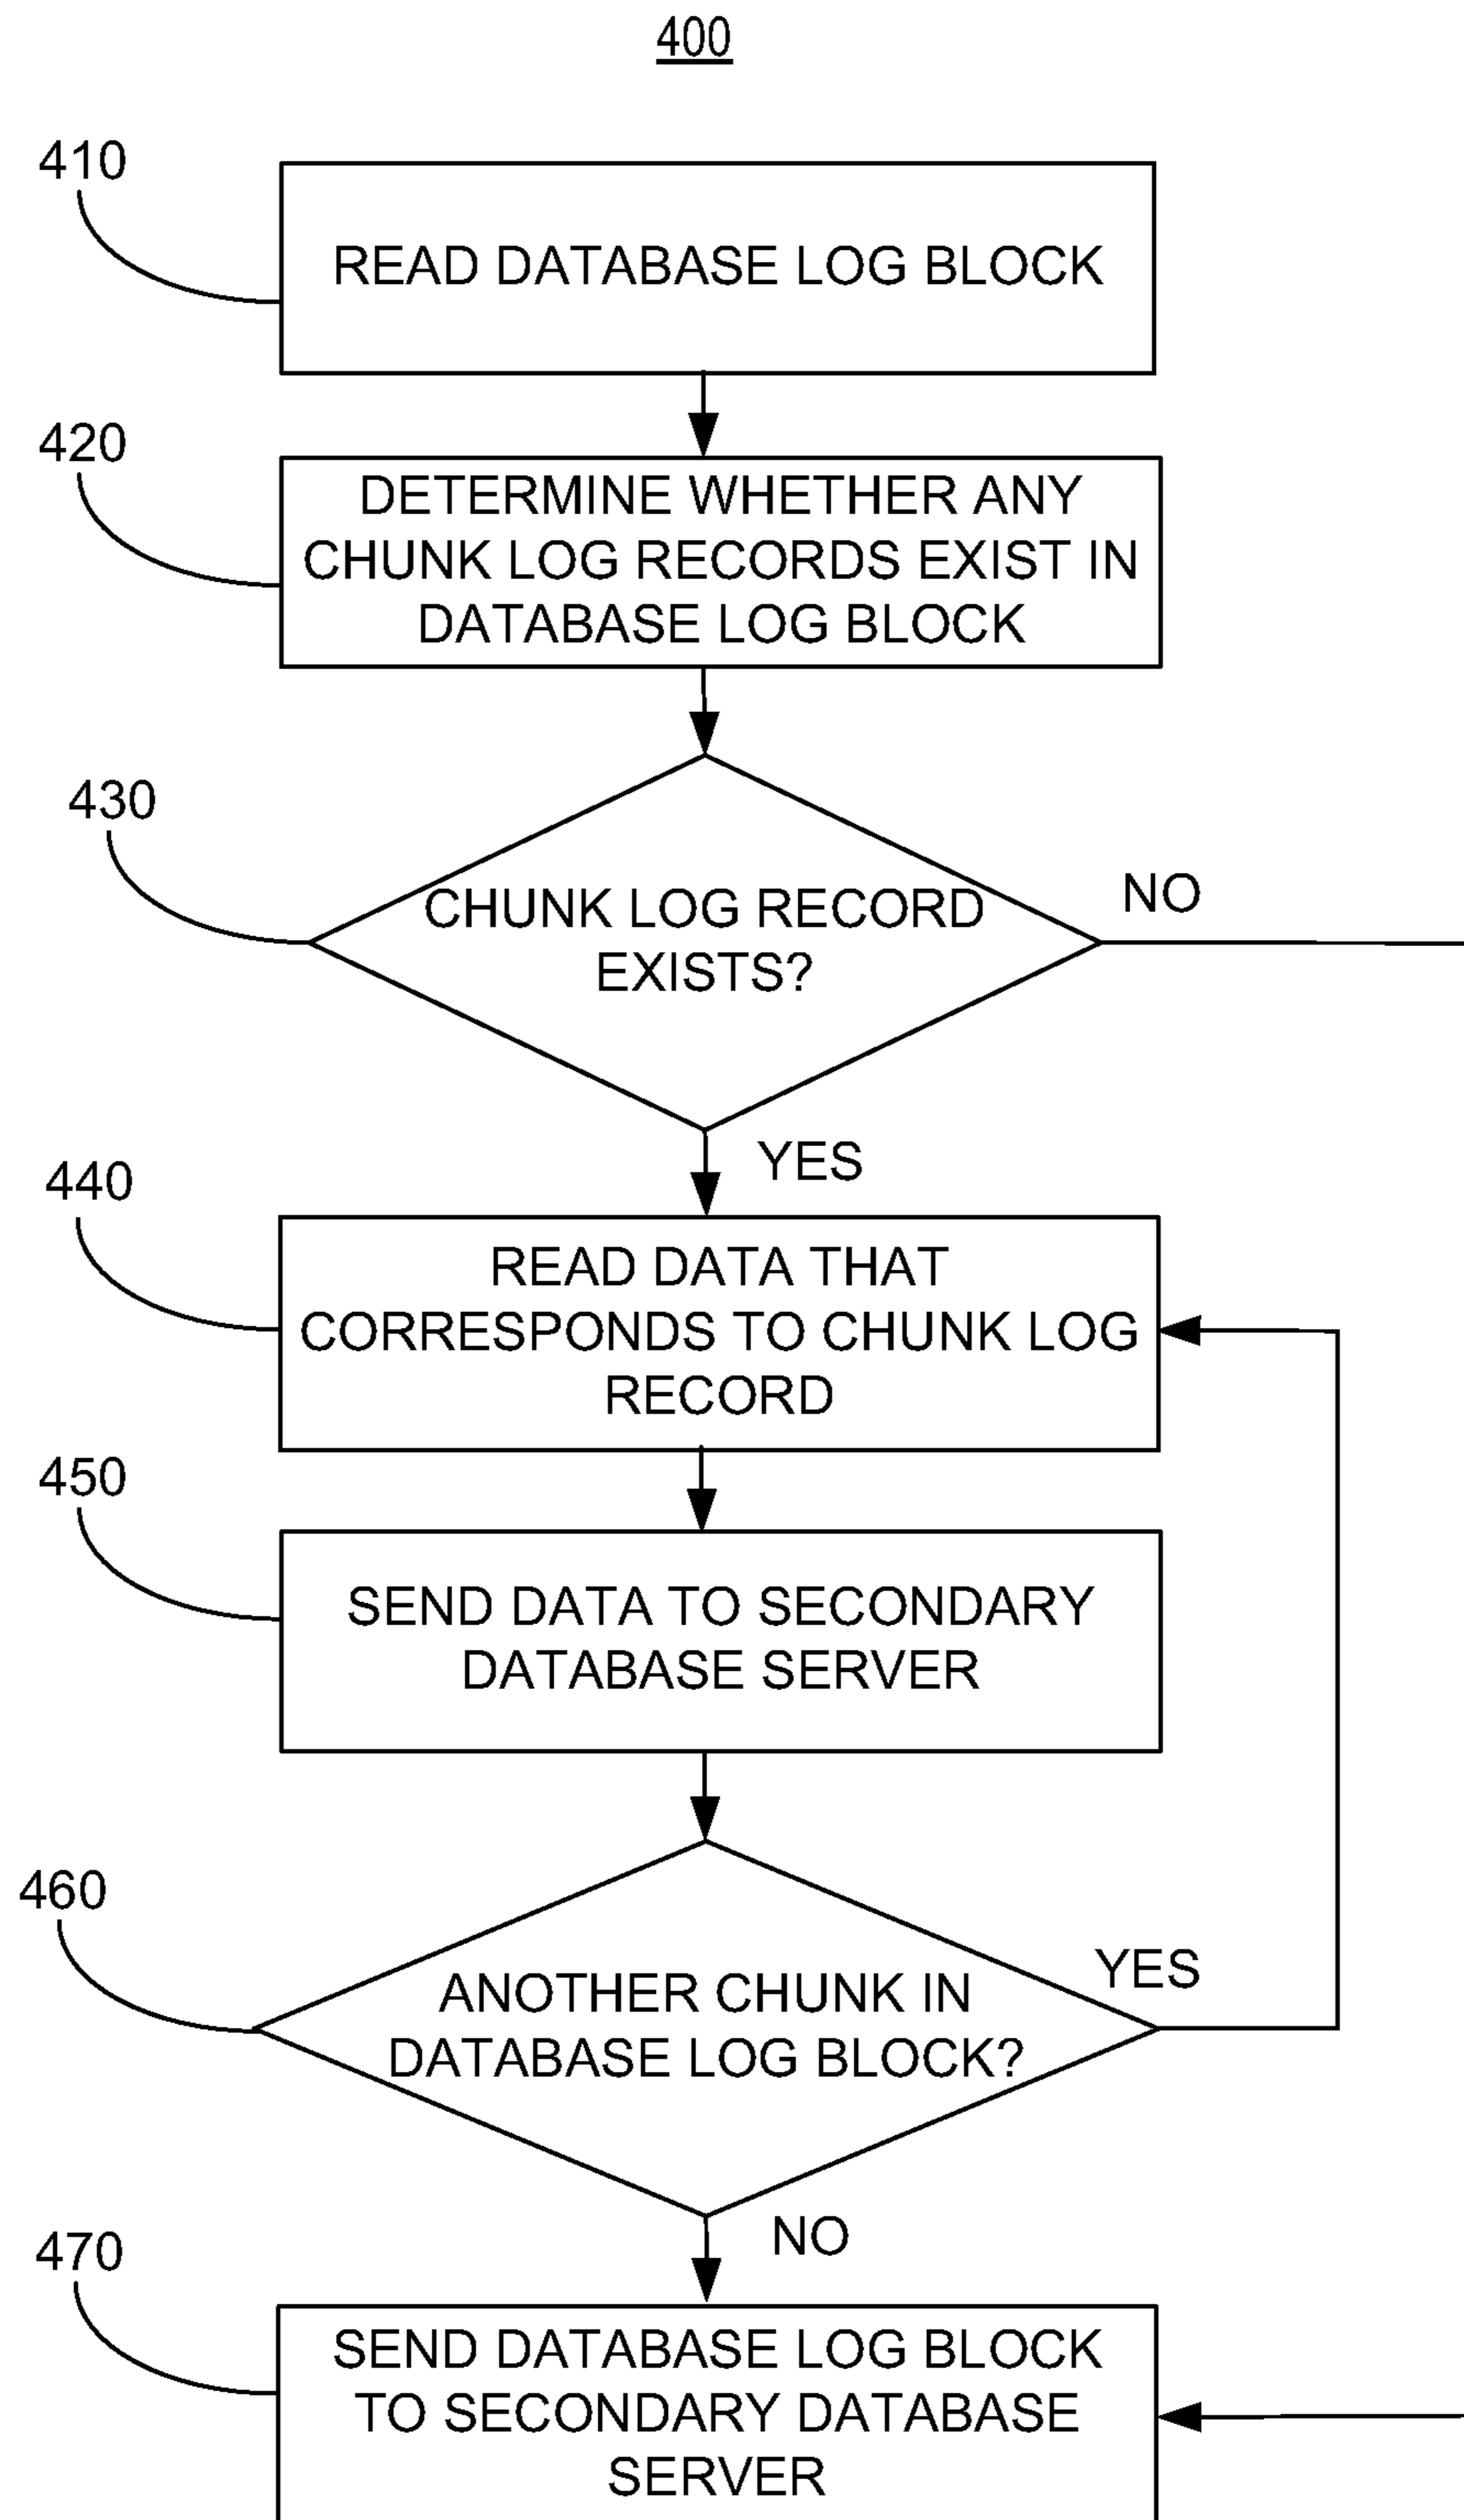 400
410
READ DATABASE LOG BLOCK
420
DETERMINE WHETHER ANY
CHUNK LOG RECORDS EXIST IN
DATABASE LOG BLOCK
430
CHUNK LOG RECORD
EXISTS?
NO
YES
440
READ DATA THAT
CORRESPONDS TO CHUNK LOG
RECORD
450
SEND DATA TO SECONDARY
DATABASE SERVER
460
ANOTHER CHUNK IN
DATABASE LOG BLOCK?
YES
NO
470
SEND DATABASE LOG BLOCK
TO SECONDARY DATABASE
SERVER